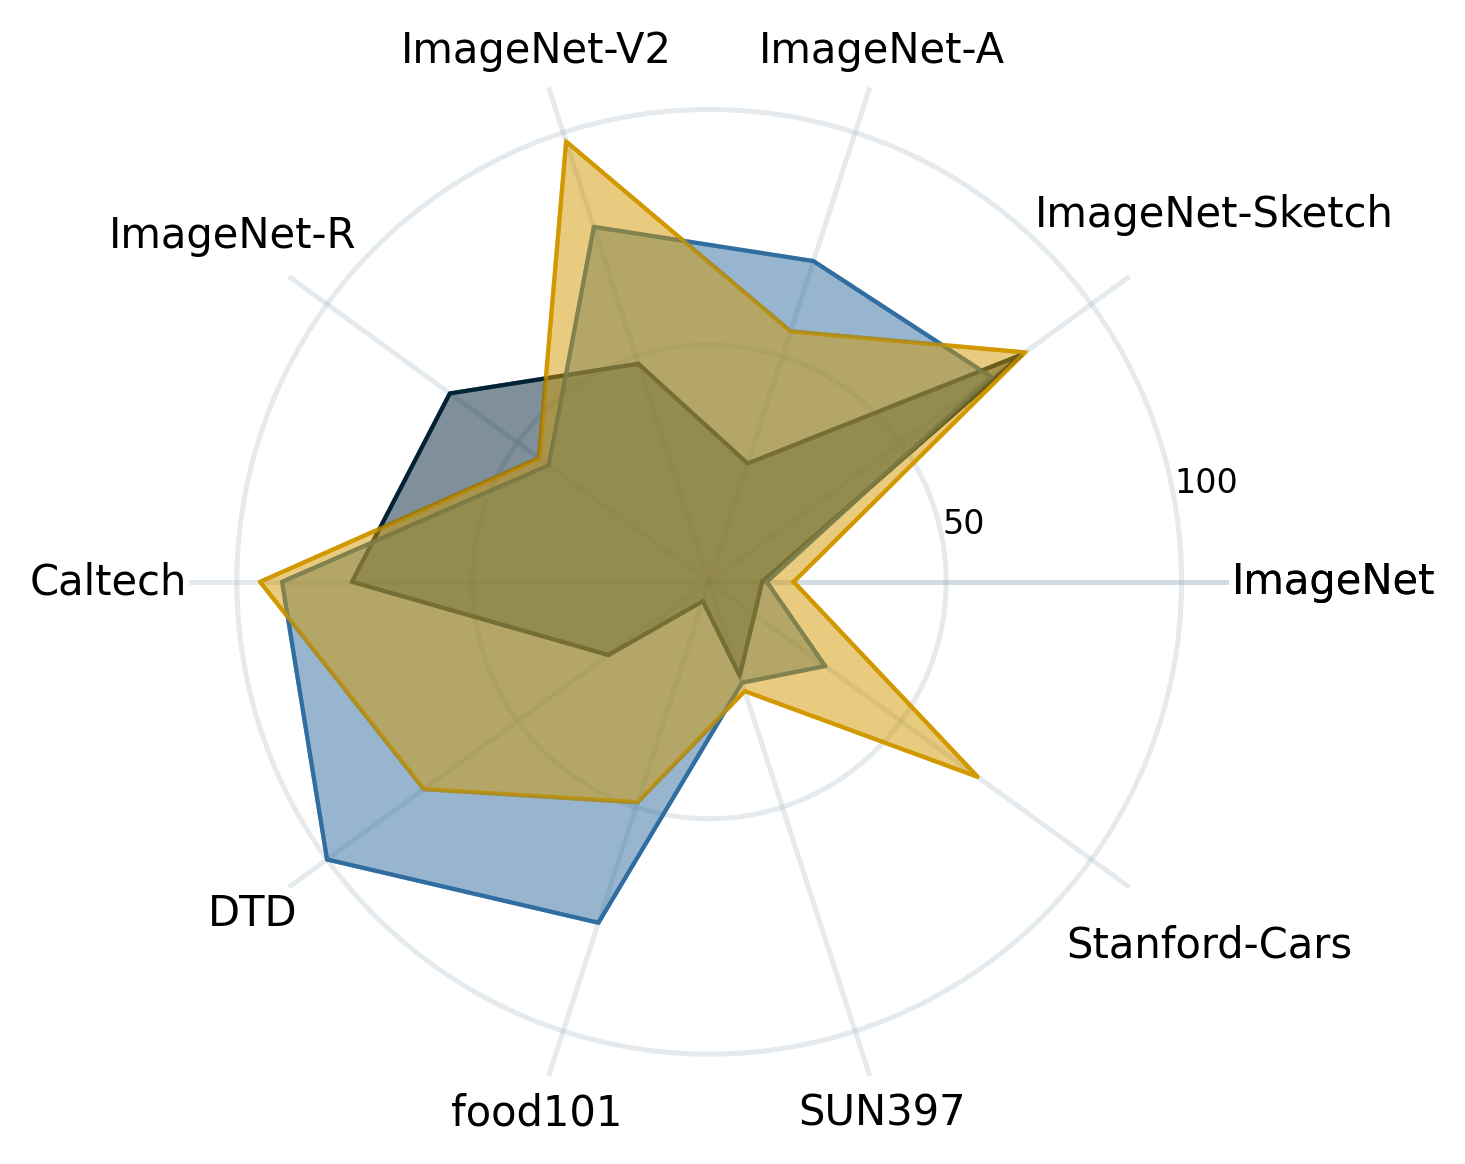 ImageNet-V2
ImageNet-A
ImageNet-R
ImageNet-Sketch
100
50
Caltech
ImageNet
DTD
Stanford-Cars
food101
SUN397